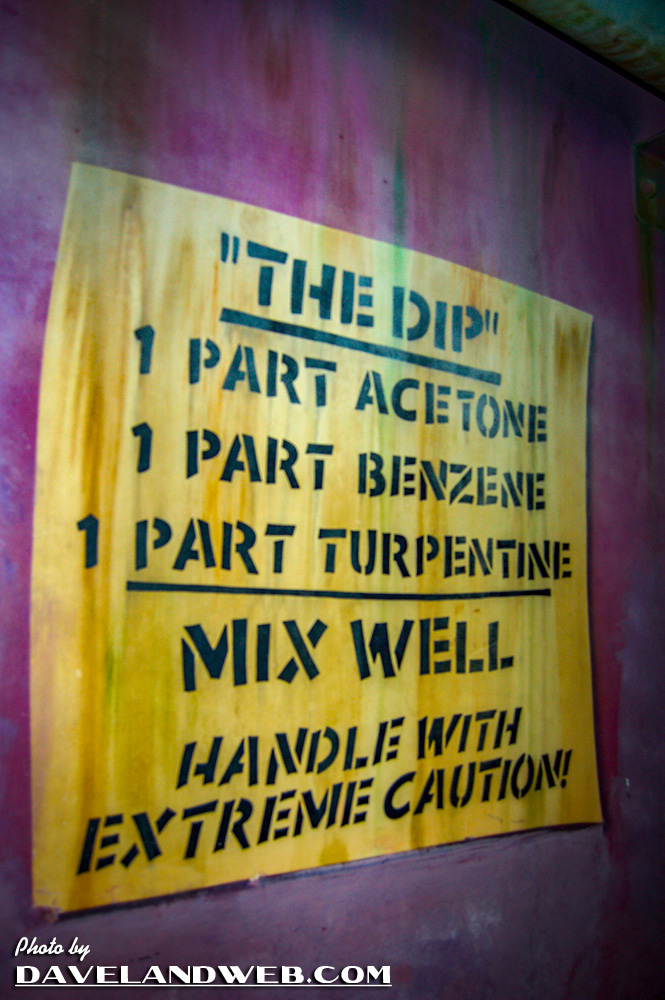 "THE DIP"
1 PART ACETONE
1 PART BENZENE
1 PART TURPENTINE
MIX WELL
HANDLE WITH
EXTREME CAUTION!
Photo by
DAVELANDWEB.COM